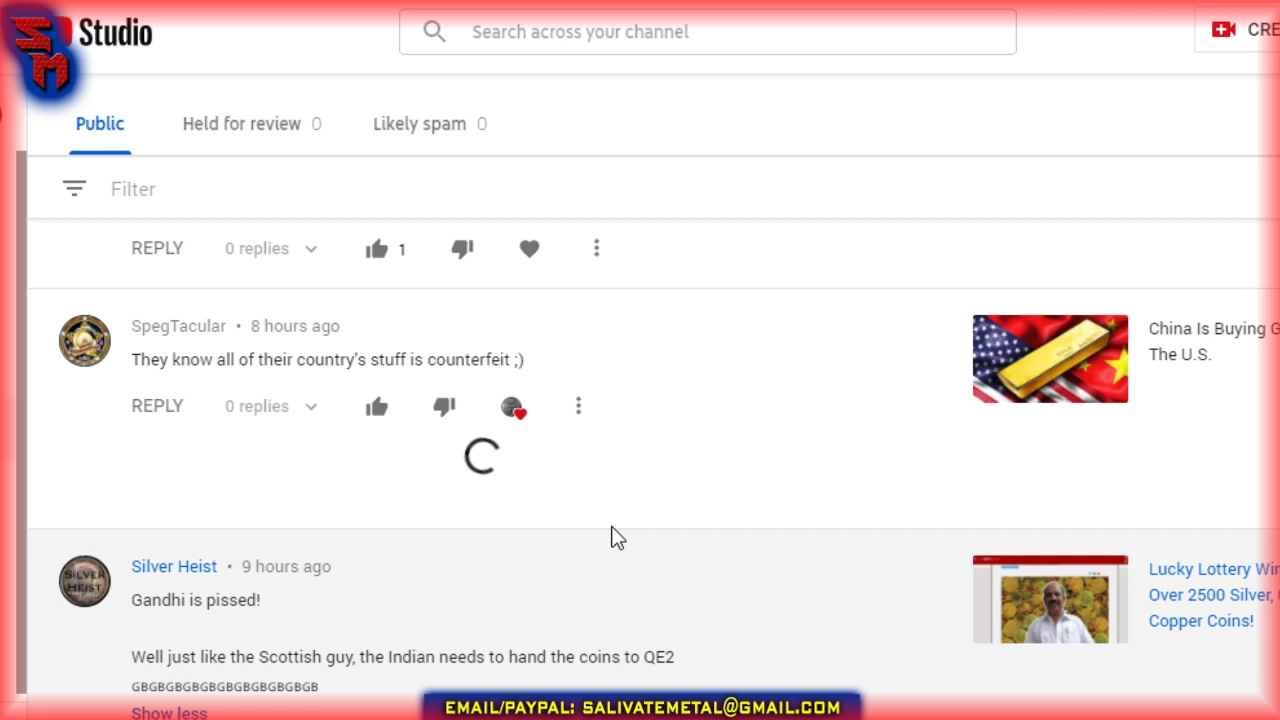 SM
Studio
Search across your channel
CRE
Public
Held for review 0
Likely spam 0
Filter
REPLY 0 replies 1
SpegTacular • 8 hours ago
They know all of their country's stuff is counterfeit ;)
REPLY 0 replies
China Is Buying G
The U.S.
SILVER
HEIST
Silver Heist • 9 hours ago
Gandhi is pissed!
Well just like the Scottish guy, the Indian needs to hand the coins to QE2
GBGBGBGBGBGBGBGBGBGBGB
Show less
Lucky Lottery Win
Over 2500 Silver,
Copper Coins!
EMAIL/PAYPAL: SALIVATEMETAL@GMAIL.COM